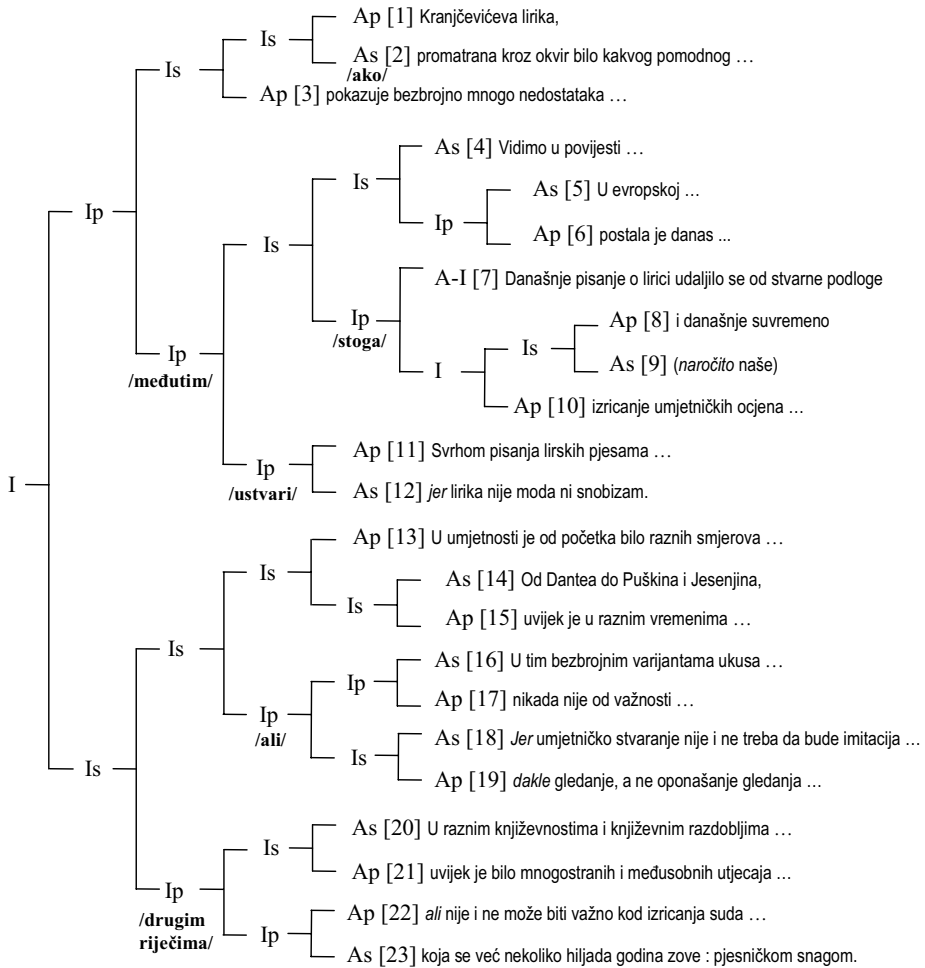 Ap [1] Kranjčevićeva lirika,
Is
Is
As [2] promatrana kroz okvir bilo kakvog pomodnog …
/ako/
Ap [3] pokazuje bezbrojno mnogo nedostataka …
As [4] Vidimo u povijesti …
Is
As [5] U evropskoj …
Ip
Ip
Ap [6] postala je danas ...
Is
A-I [7] Današnje pisanje o lirici udaljilo se od stvarne podloge
Ip
/stoga/
Ap [8] i današnje suvremeno
Is
Ip
/međutim/
I
As [9] (naročito naše)
Ap [10] izricanje umjetničkih ocjena …
Ap [11] Svrhom pisanja lirskih pjesama …
Ip
/ustvari/
I
As [12] jer lirika nije moda ni snobizam.
Ap [13] U umjetnosti je od početka bilo raznih smjerova …
Is
As [14] Od Dantea do Puškina i Jesenjina,
Is
Ap [15] uvijek je u raznim vremenima …
Is
As [16] U tim bezbrojnim varijantama ukusa …
Ip
Ap [17] nikada nije od važnosti …
Ip
/ali/
As [18] Jer umjetničko stvaranje nije i ne treba da bude imitacija …
Is
Is
Ap [19] dakle gledanje, a ne oponašanje gledanja …
As [20] U raznim književnostima i književnim razdobljima …
Is
Ap [21] uvijek je bilo mnogostranih i međusobnih utjecaja …
Ip
/drugim
riječima/
Ap [22] ali nije i ne može biti važno kod izricanja suda …
Ip
As [23] koja se već nekoliko hiljada godina zove : pjesničkom snagom.